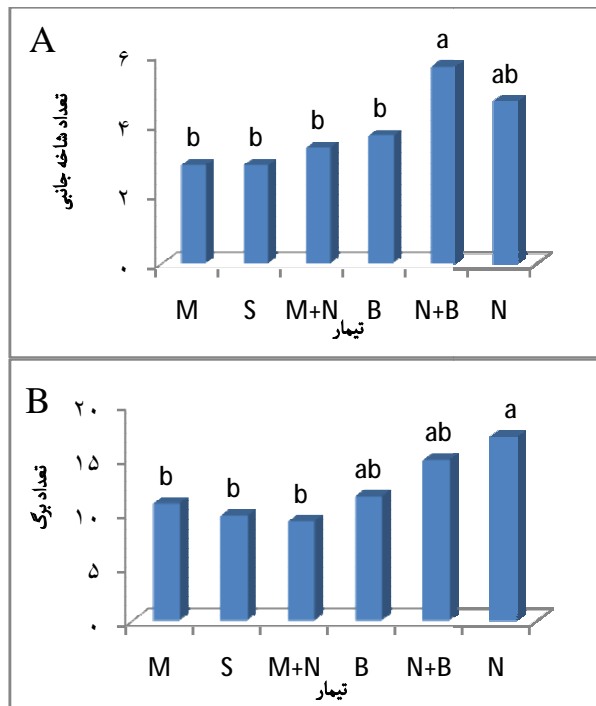 A
تعداد شاخه جانبی
۶
۴
۲
۰
b b b b a ab
M S M+N B N+B N
تیمار
B
تعداد برگ
۲۰
۱۵
۱۰
۵
۰
b b b ab ab a
M S M+N B N+B N
تیمار